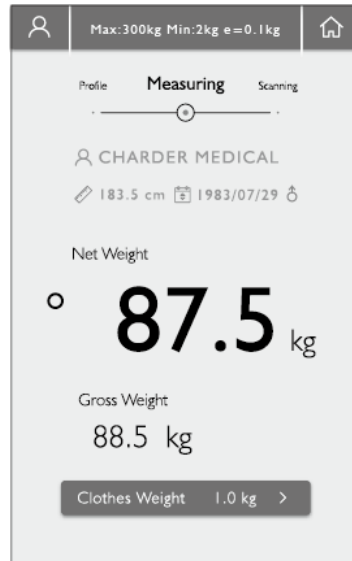 Max:300kg Min:2kg e=0.1kg
Profile Measuring Scanning
CHARDER MEDICAL
183.5 cm 1983/07/29
Net Weight
87.5 kg
Gross Weight
88.5 kg
Clothes Weight 1.0 kg >